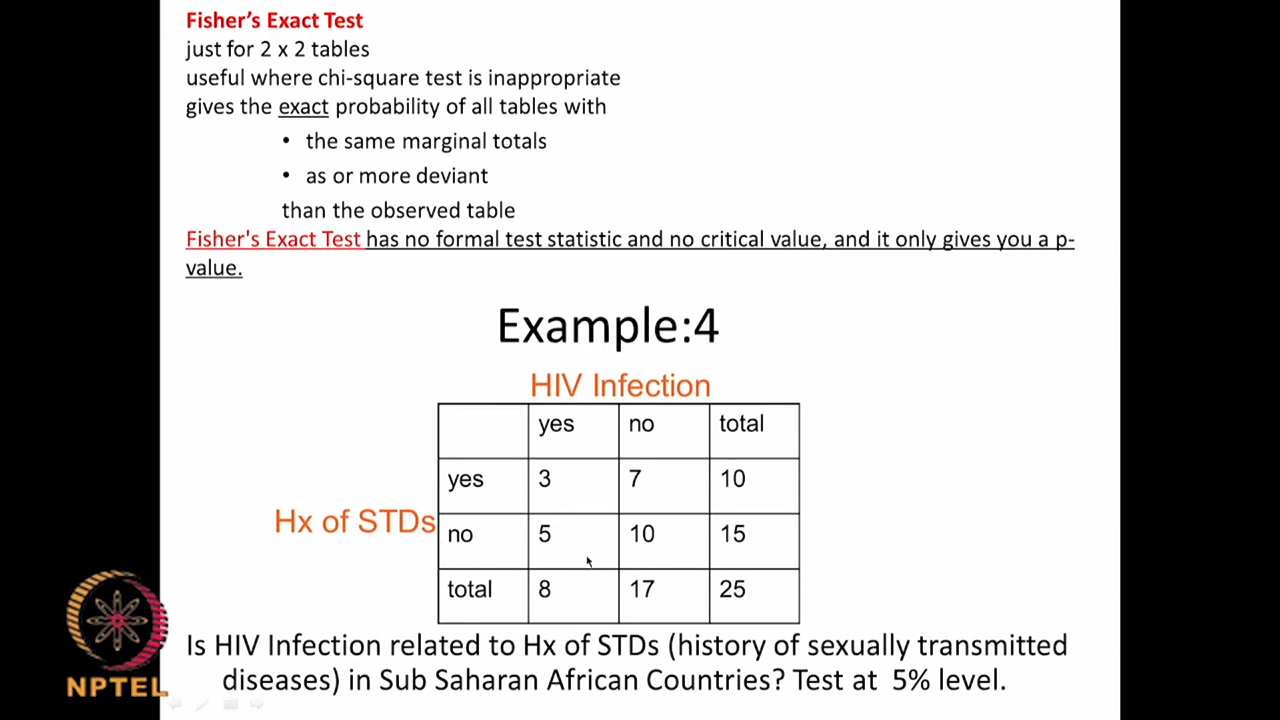 Fisher’s Exact Test
just for 2 x 2 tables
useful where chi-square test is inappropriate
gives the exact probability of all tables with
• the same marginal totals
• as or more deviant
than the observed table
Fisher's Exact Test has no formal test statistic and no critical value, and it only gives you a p-
value.
Example:4
HIV Infection
yes no total
yes 3 7 10
Hx of STDs
no 5 10 15
total 8 17 25
Is HIV Infection related to Hx of STDs (history of sexually transmitted
diseases) in Sub Saharan African Countries? Test at 5% level.
NPTEL